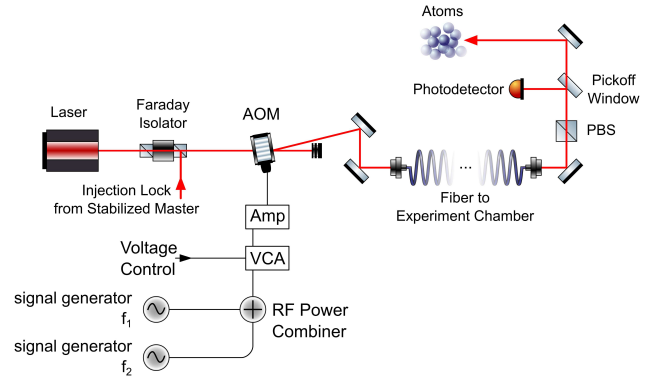 Atoms
Photodetector
Pickoff
Window
PBS
Laser
Faraday
Isolator
AOM
Injection Lock
from Stabilized Master
...
Fiber to
Experiment Chamber
Amp
Voltage
Control
VCA
signal generator
f1
RF Power
Combiner
signal generator
f2